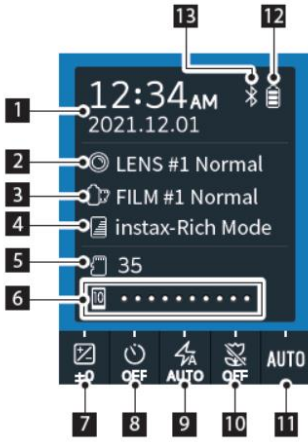 13 12
1 12:34AM
2021.12.01
2 LENS #1 Normal
3 FILM #1 Normal
4 instax-Rich Mode
5 35
6 10
±0 OFF AUTO OFF AUTO
7 8 9 10 11